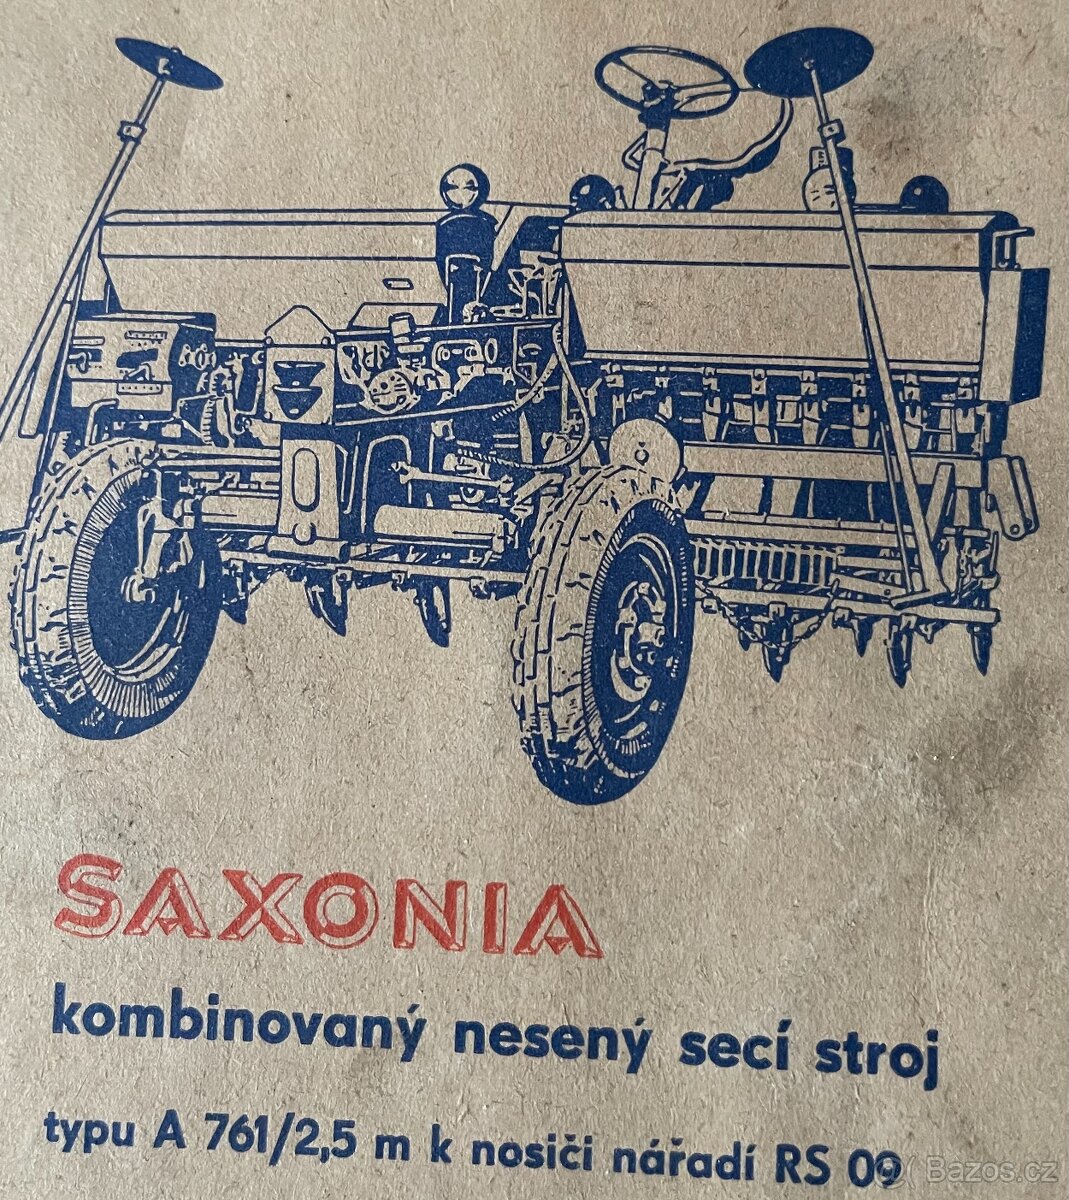 SAXONIA
kombinovaný nesený secí stroj
typu A 761/2,5 m k nosiči nářadí RS 09
Bazos.cz